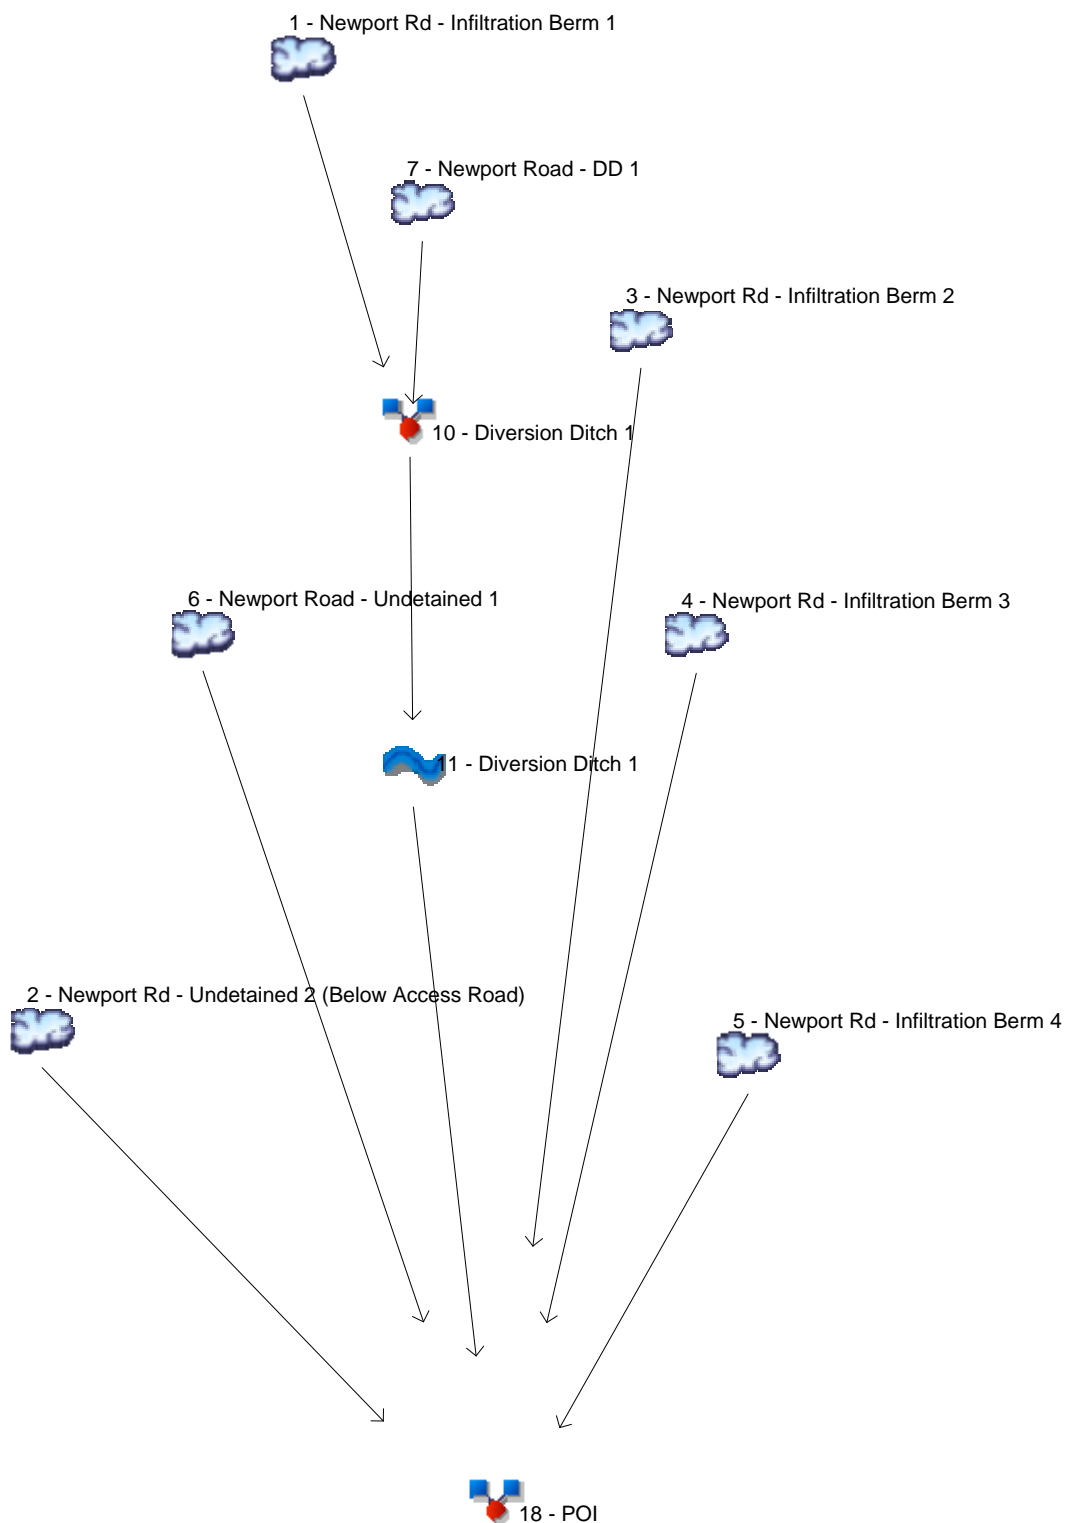 1 - Newport Rd - Infiltration Berm 1
7 - Newport Road - DD 1
3 - Newport Rd - Infiltration Berm 2
10 - Diversion Ditch 1
6 - Newport Road - Undetained 1
4 - Newport Rd - Infiltration Berm 3
11 - Diversion Ditch 1
2 - Newport Rd - Undetained 2 (Below Access Road)
5 - Newport Rd - Infiltration Berm 4
18 - POI